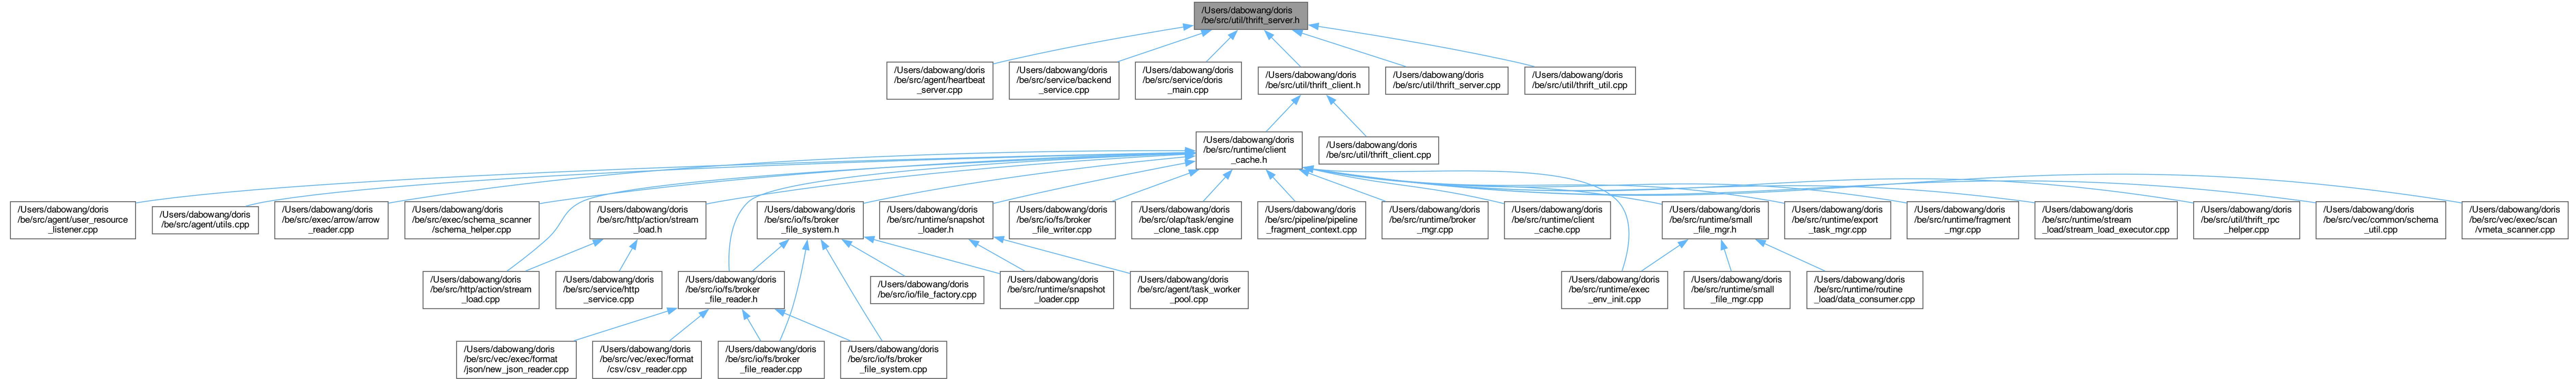 /Users/dabowang/doris
/be/src/util/thrift_server.h
/Users/dabowang/doris
/be/src/agent/heartbeat
_server.cpp
/Users/dabowang/doris
/be/src/service/backend
_service.cpp
/Users/dabowang/doris
/be/src/service/doris
_main.cpp
/Users/dabowang/doris
/be/src/util/thrift_client.h
/Users/dabowang/doris
/be/src/util/thrift_server.cpp
/Users/dabowang/doris
/be/src/util/thrift_util.cpp
/Users/dabowang/doris
/be/src/runtime/client
_cache.h
/Users/dabowang/doris
/be/src/util/thrift_client.cpp
/Users/dabowang/doris
/be/src/agent/user_resource
_listener.cpp
/Users/dabowang/doris
/be/src/agent/utils.cpp
/Users/dabowang/doris
/be/src/exec/arrow/arrow
_reader.cpp
/Users/dabowang/doris
/be/src/exec/schema_scanner
/schema_helper.cpp
/Users/dabowang/doris
/be/src/http/action/stream
_load.h
/Users/dabowang/doris
/be/src/io/fs/broker
_file_system.h
/Users/dabowang/doris
/be/src/runtime/snapshot
_loader.h
/Users/dabowang/doris
/be/src/io/fs/broker
_file_writer.cpp
/Users/dabowang/doris
/be/src/olap/task/engine
_clone_task.cpp
/Users/dabowang/doris
/be/src/pipeline/pipeline
_fragment_context.cpp
/Users/dabowang/doris
/be/src/runtime/broker
_mgr.cpp
/Users/dabowang/doris
/be/src/runtime/client
_cache.cpp
/Users/dabowang/doris
/be/src/runtime/small
_file_mgr.h
/Users/dabowang/doris
/be/src/runtime/export
_task_mgr.cpp
/Users/dabowang/doris
/be/src/runtime/fragment
_mgr.cpp
/Users/dabowang/doris
/be/src/runtime/stream
_load/stream_load_executor.cpp
/Users/dabowang/doris
/be/src/util/thrift_rpc
_helper.cpp
/Users/dabowang/doris
/be/src/vec/common/schema
_util.cpp
/Users/dabowang/doris
/be/src/vec/exec/scan
/vmeta_scanner.cpp
/Users/dabowang/doris
/be/src/http/action/stream
_load.cpp
/Users/dabowang/doris
/be/src/service/http
_service.cpp
/Users/dabowang/doris
/be/src/io/fs/broker
_file_reader.h
/Users/dabowang/doris
/be/src/io/file_factory.cpp
/Users/dabowang/doris
/be/src/runtime/snapshot
_loader.cpp
/Users/dabowang/doris
/be/src/agent/task_worker
_pool.cpp
/Users/dabowang/doris
/be/src/runtime/exec
_env_init.cpp
/Users/dabowang/doris
/be/src/runtime/small
_file_mgr.cpp
/Users/dabowang/doris
/be/src/runtime/routine
_load/data_consumer.cpp
/Users/dabowang/doris
/be/src/vec/exec/format
/json/new_json_reader.cpp
/Users/dabowang/doris
/be/src/vec/exec/format
/csv/csv_reader.cpp
/Users/dabowang/doris
/be/src/io/fs/broker
_file_reader.cpp
/Users/dabowang/doris
/be/src/io/fs/broker
_file_system.cpp